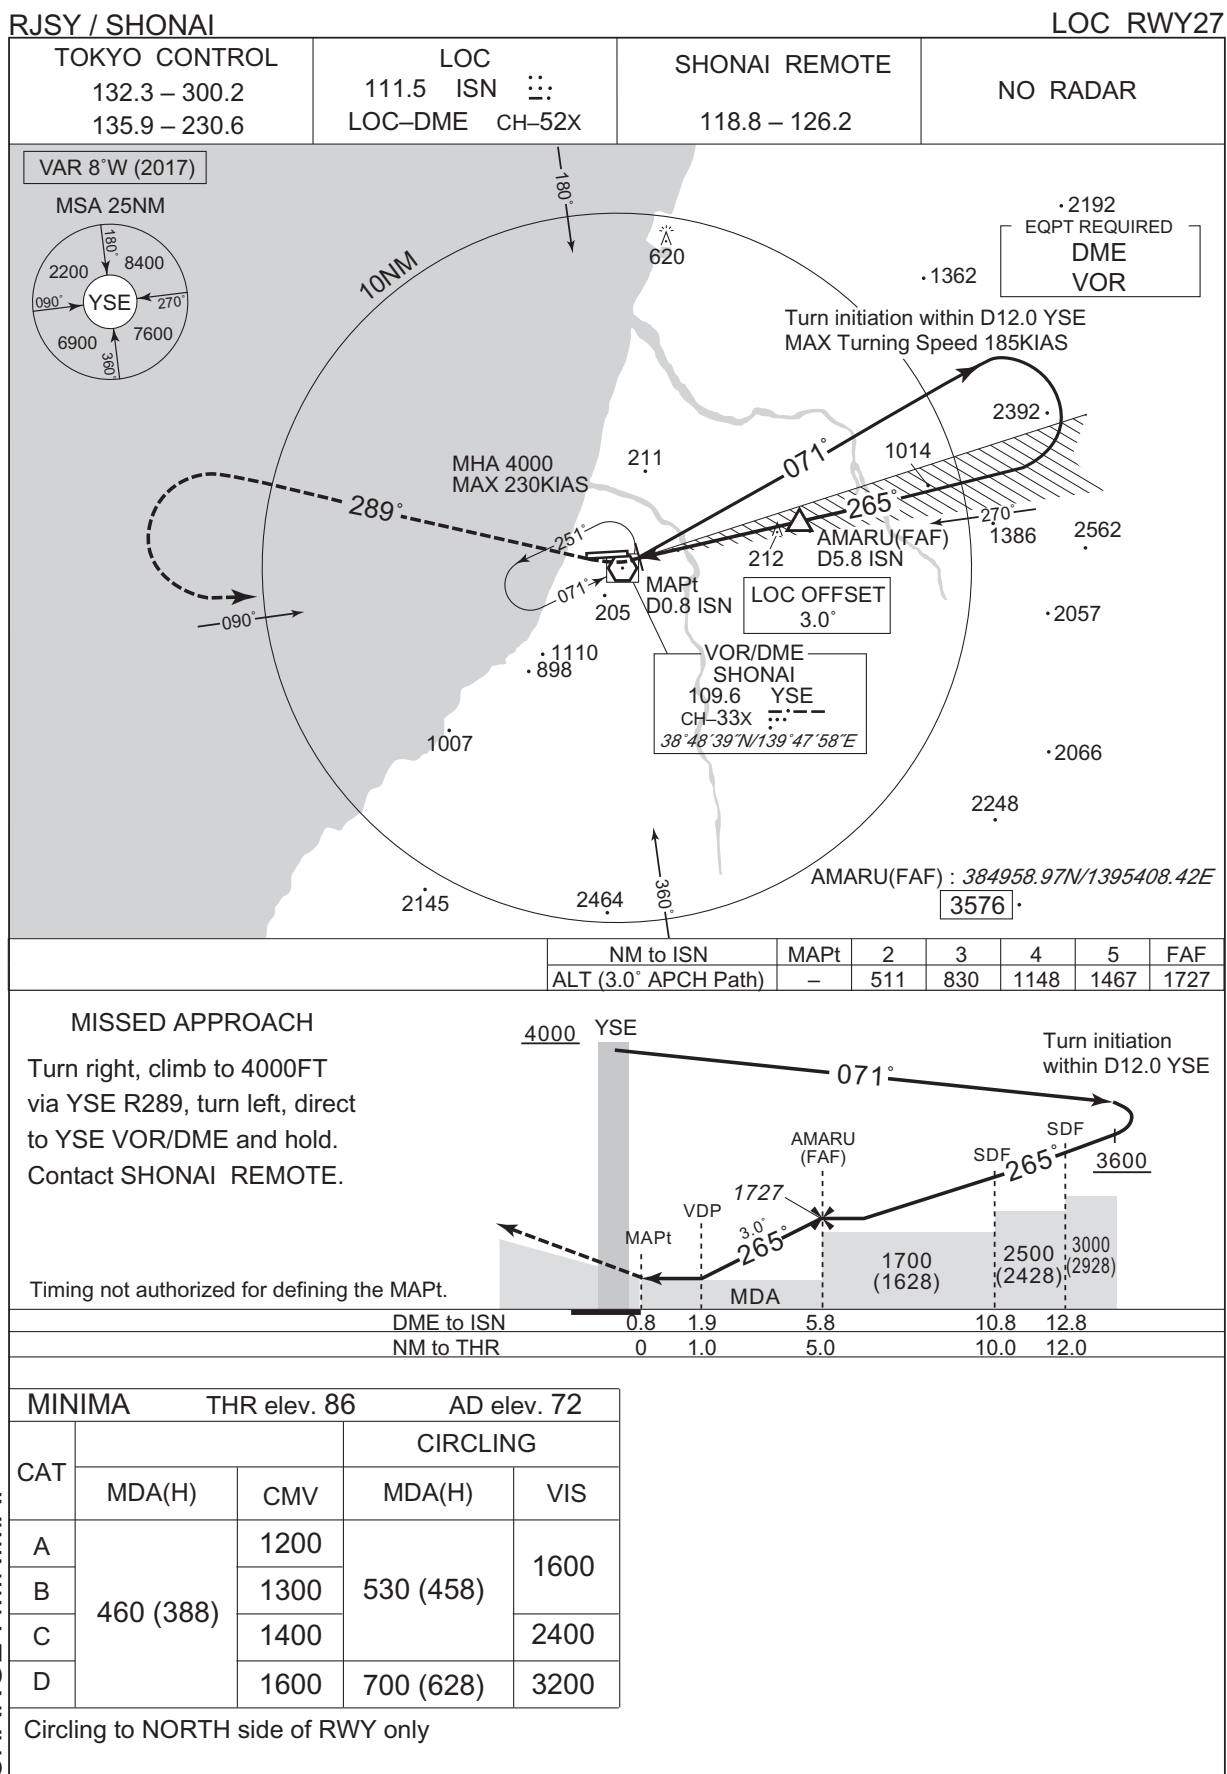 RJSY / SHONAI
LOC RWY27
TOKYO CONTROL
132.3 – 300.2
135.9 – 230.6
LOC
111.5 ISN
LOC–DME CH–52X
SHONAI REMOTE
118.8 – 126.2
NO RADAR
VAR 8˚W (2017)
MSA 25NM
180˚
2200
8400
090˚
YSE
270˚
6900
7600
360˚
180˚
10NM
620
2192
EQPT REQUIRED
DME
VOR
1362
Turn initiation within D12.0 YSE
MAX Turning Speed 185KIAS
2392
1014
071˚
211
MHA 4000
MAX 230KIAS
289˚
265˚
270˚
251˚
AMARU(FAF)
D5.8 ISN
1386
2562
212
071˚
MAPt
D0.8 ISN
205
LOC OFFSET
3.0˚
090˚
2057
1110
898
VOR/DME
SHONAI
109.6 YSE
CH–33X
38˚48´39˝N/139˚47´58˝E
1007
2066
2248
360˚
AMARU(FAF) : 384958.97N/1395408.42E
3576
2145
2464
NM to ISN MAPt 2 3 4 5 FAF
ALT (3.0˚ APCH Path) – 511 830 1148 1467 1727
MISSED APPROACH
Turn right, climb to 4000FT
via YSE R289, turn left, direct
to YSE VOR/DME and hold.
Contact SHONAI REMOTE.
Timing not authorized for defining the MAPt.
4000
YSE
071˚
Turn initiation
within D12.0 YSE
AMARU
(FAF)
SDF
SDF
265˚
3600
1727
VDP
3.0˚
265˚
MAPt
MDA
1700
(1628)
2500
(2428)
3000
(2928)
DME to ISN 0.8 1.9 5.8 10.8 12.8
NM to THR 0 1.0 5.0 10.0 12.0
MINIMA THR elev. 86 AD elev. 72
CAT
CIRCLING
MDA(H) CMV MDA(H) VIS
A 1200
B 1300
C 1400 2400
D 1600 700 (628) 3200
460 (388)
530 (458)
1600
Circling to NORTH side of RWY only